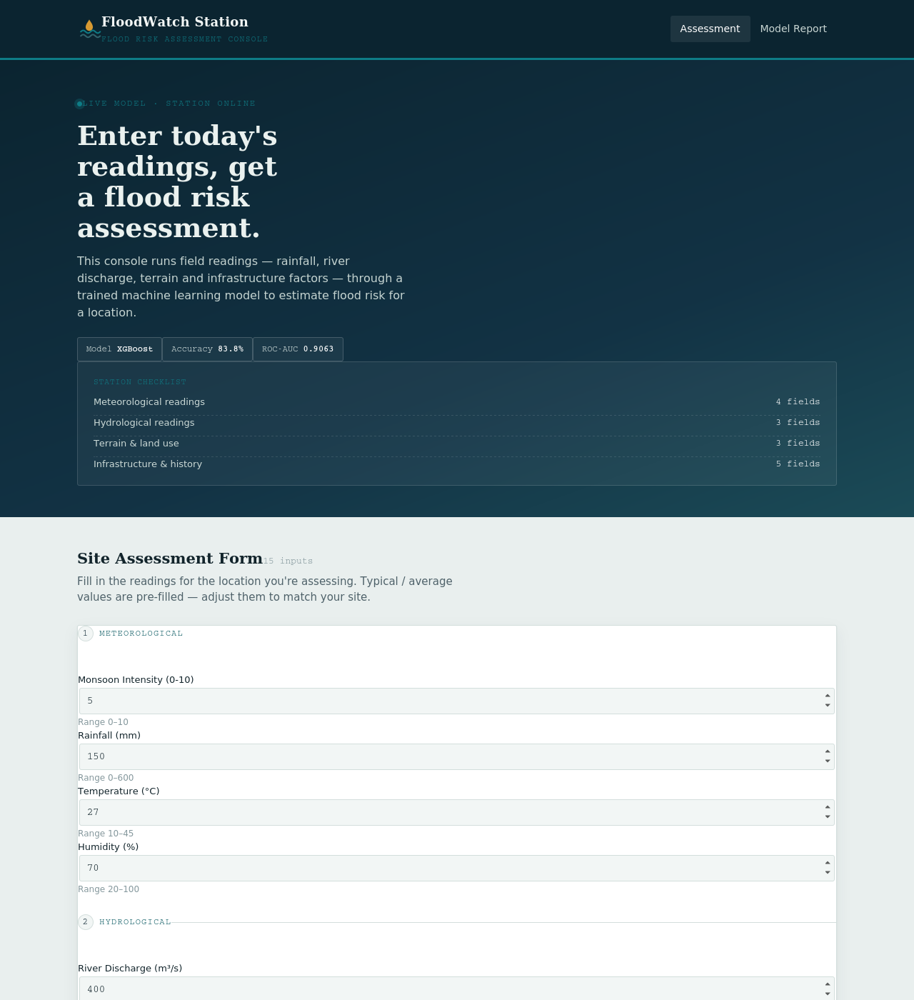 FloodWatch Station
FLOOD RISK ASSESSMENT CONSOLE
Assessment
Model Report
LIVE MODEL · STATION ONLINE
Enter today's
readings, get
a flood risk
assessment.
This console runs field readings — rainfall, river
discharge, terrain and infrastructure factors — through a
trained machine learning model to estimate flood risk for
a location.
Model XGBoost
Accuracy 83.8%
ROC-AUC 0.9063
STATION CHECKLIST
Meteorological readings 4 fields
Hydrological readings 3 fields
Terrain & land use 3 fields
Infrastructure & history 5 fields
Site Assessment Form 15 inputs
Fill in the readings for the location you're assessing. Typical / average
values are pre-filled — adjust them to match your site.
1 METEOROLOGICAL
Monsoon Intensity (0-10)
5
Range 0–10
Rainfall (mm)
150
Range 0–600
Temperature (°C)
27
Range 10–45
Humidity (%)
70
Range 20–100
2 HYDROLOGICAL
River Discharge (m³/s)
400